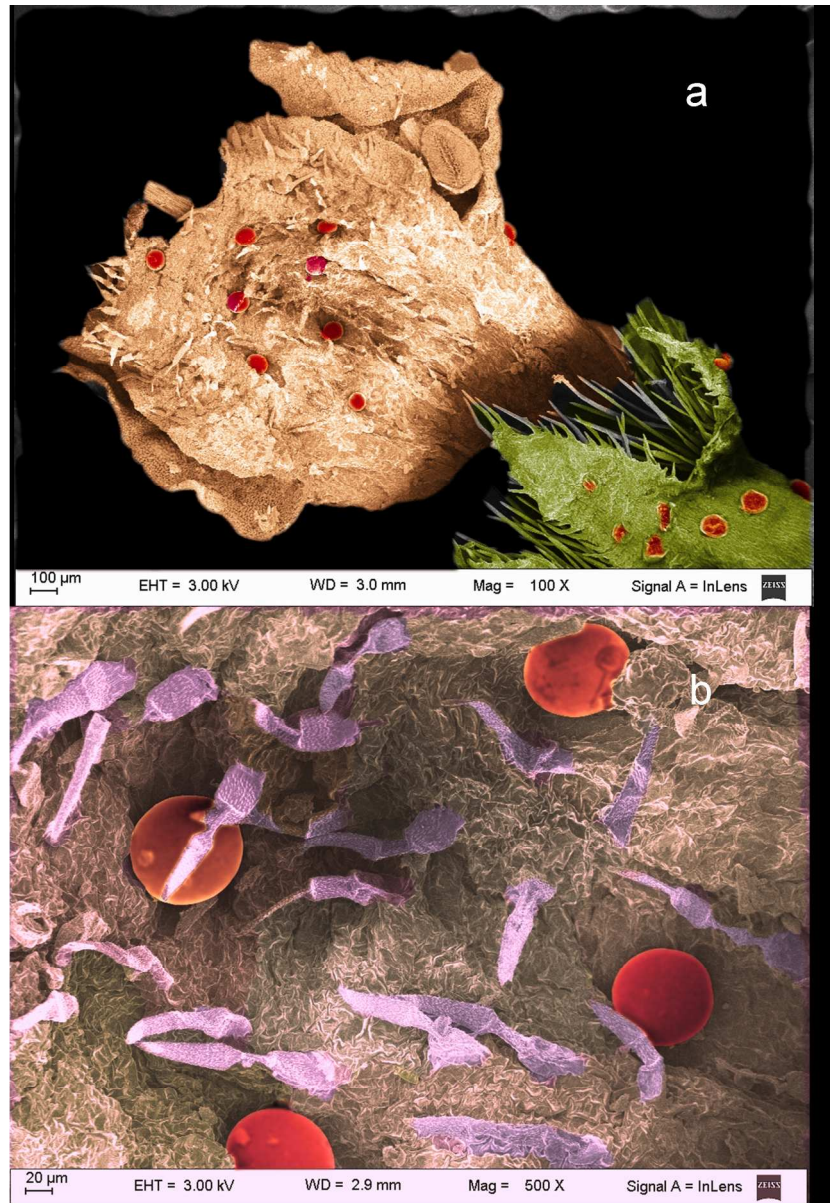 a
100 µm EHT = 3.00 kV WD = 3.0 mm Mag = 100 X Signal A = InLens ZEISS
b
20 µm EHT = 3.00 kV WD = 2.9 mm Mag = 500 X Signal A = InLens ZEISS